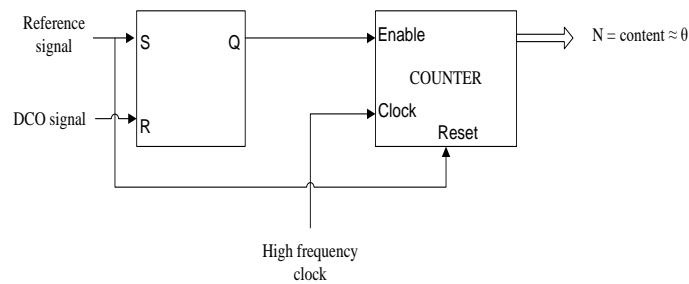 Reference
signal
S
Q
Enable
N = content ≈ θ
COUNTER
DCO signal
R
Clock
Reset
High frequency
clock